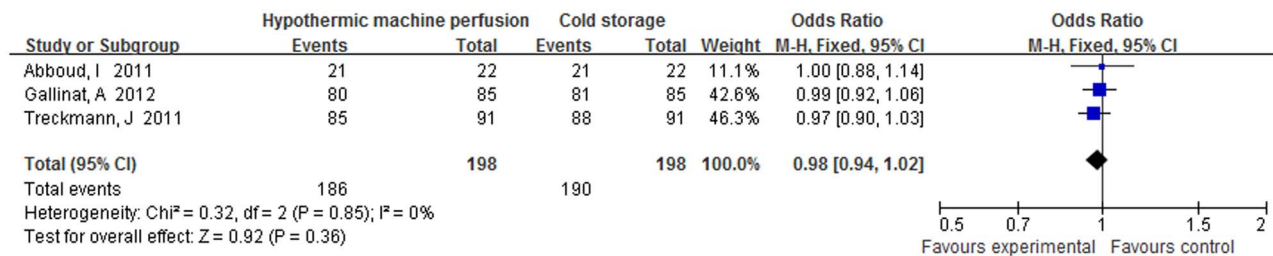 Hypothermic machine perfusion Cold storage Odds Ratio Odds Ratio
Study or Subgroup Events Total Events Total Weight M-H, Fixed, 95% CI M-H, Fixed, 95% CI
Abboud, I 2011 21 22 21 22 11.1% 1.00 [0.88, 1.14]
Gallinat, A 2012 80 85 81 85 42.6% 0.99 [0.92, 1.06]
Treckmann, J 2011 85 91 88 91 46.3% 0.97 [0.90, 1.03]
Total (95% CI) 198 198 100.0% 0.98 [0.94, 1.02]
Total events 186 190
Heterogeneity: Chi² = 0.32, df = 2 (P = 0.85); I² = 0%
Test for overall effect: Z = 0.92 (P = 0.36)
0.5 0.7 1 1.5 2
Favours experimental Favours control